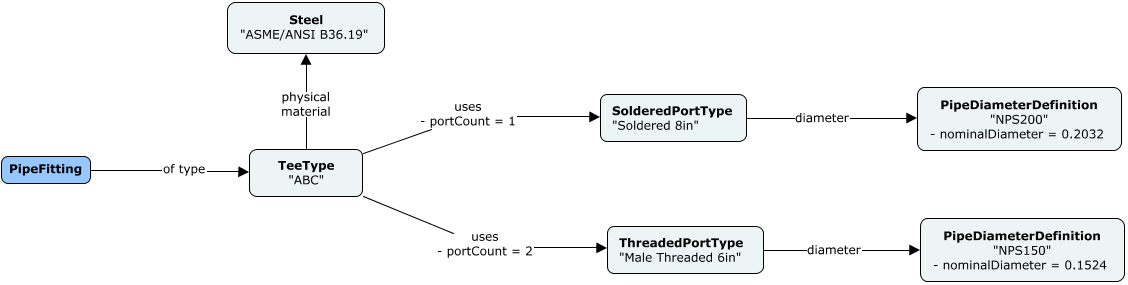 Steel
"ASME/ANSI B36.19"
physical
material
uses
- portCount = 1
SolderedPortType
"Soldered 8in"
diameter
PipeDiameterDefinition
"NPS200"
- nominalDiameter = 0.2032
PipeFitting
of type
TeeType
"ABC"
uses
- portCount = 2
ThreadedPortType
"Male Threaded 6in"
diameter
PipeDiameterDefinition
"NPS150"
- nominalDiameter = 0.1524